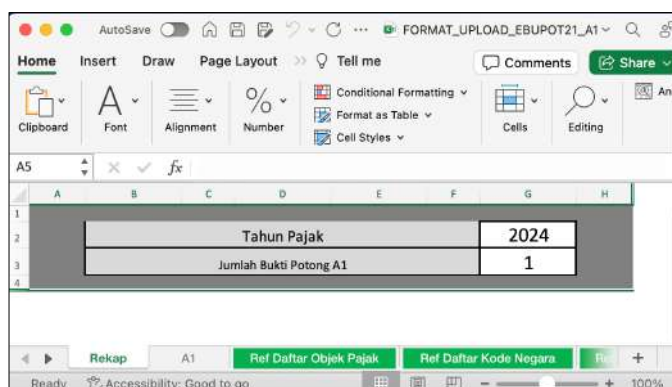 AutoSave ... FORMAT_UPLOAD_EBUPOT21_A1
Home Insert Draw Page Layout Tell me Comments Share
Clipboard Font Alignment Number Conditional Formatting Format as Table Cell Styles Cells Editing An
A5 fx
A B C D E F G H
1
2 Tahun Pajak 2024
3 Jumlah Bukti Potong A1 1
4
Rekap A1 Ref Daftar Objek Pajak Ref Daftar Kode Negara +
Ready Accessibility: Good to go - + 100%